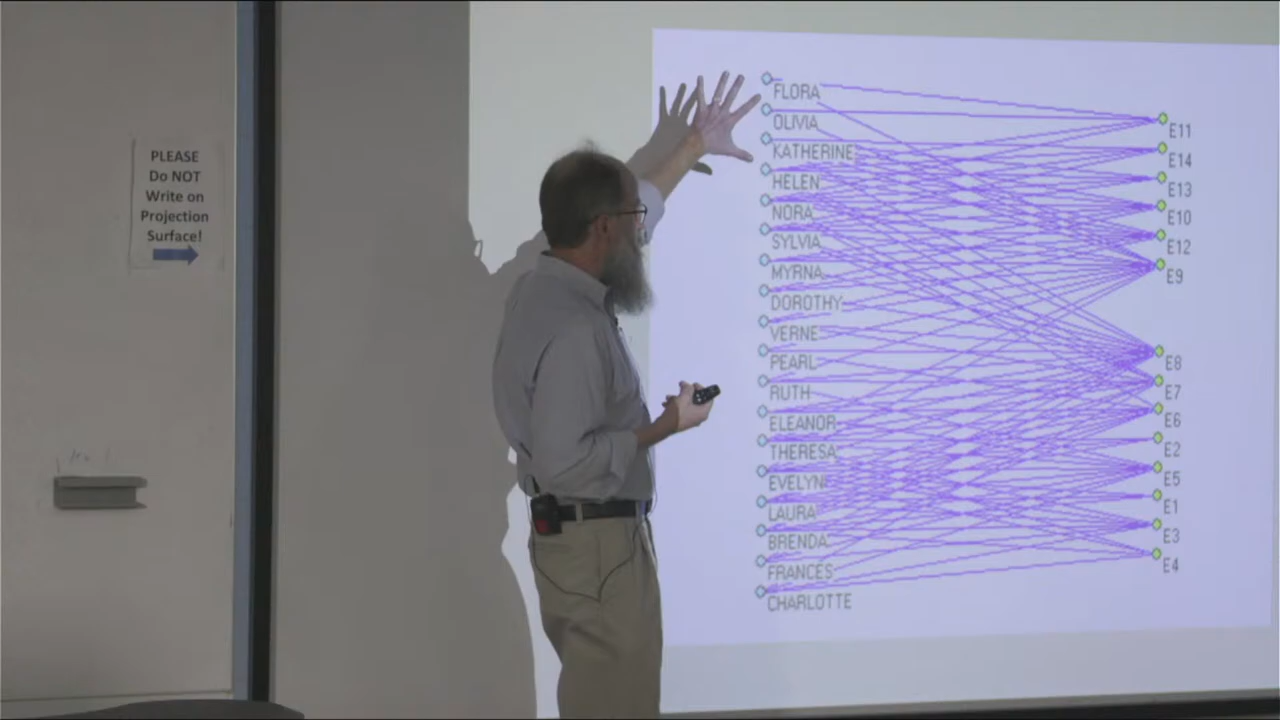 PLEASE
Do NOT
Write on
Projection
Surface!
FLORA
OLIVIA
KATHERINE
HELEN
NORA
SYLVIA
MYRNA
DOROTHY
VERNE
PEARL
RUTH
ELEANOR
THERESA
EVELYN
LAURA
BRENDA
FRANCES
CHARLOTTE
E11
E14
E13
E10
E12
E9
E8
E7
E6
E2
E5
E1
E3
E4